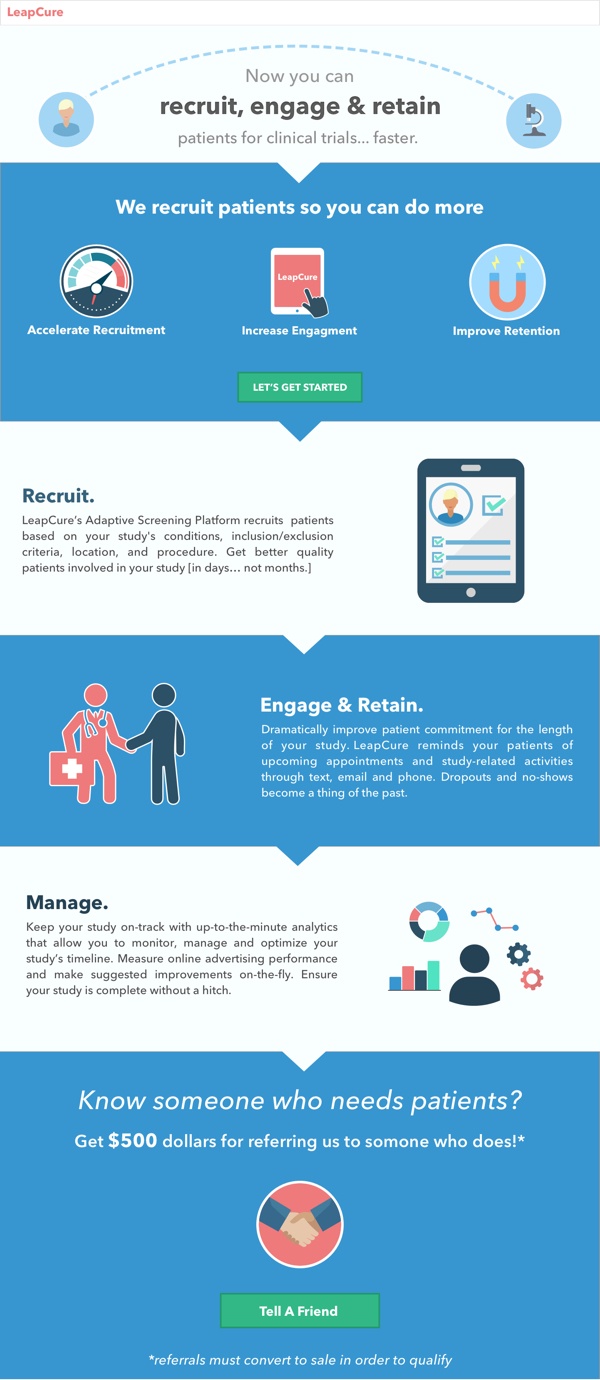 LeapCure
Now you can
recruit, engage & retain
patients for clinical trials... faster.
We recruit patients so you can do more
LeapCure
Accelerate Recruitment
Increase Engagment
Improve Retention
LET'S GET STARTED
Recruit.
LeapCure's Adaptive Screening Platform recruits patients
based on your study's conditions, inclusion/exclusion
criteria, location, and procedure. Get better quality
patients involved in your study [in days... not months.]
Engage & Retain.
Dramatically improve patient commitment for the length
of your study. LeapCure reminds your patients of
upcoming appointments and study-related activities
through text, email and phone. Dropouts and no-shows
become a thing of the past.
Manage.
Keep your study on-track with up-to-the-minute analytics
that allow you to monitor, manage and optimize your
study's timeline. Measure online advertising performance
and make suggested improvements on-the-fly. Ensure
your study is complete without a hitch.
Know someone who needs patients?
Get $500 dollars for referring us to somone who does!*
Tell A Friend
*referrals must convert to sale in order to qualify